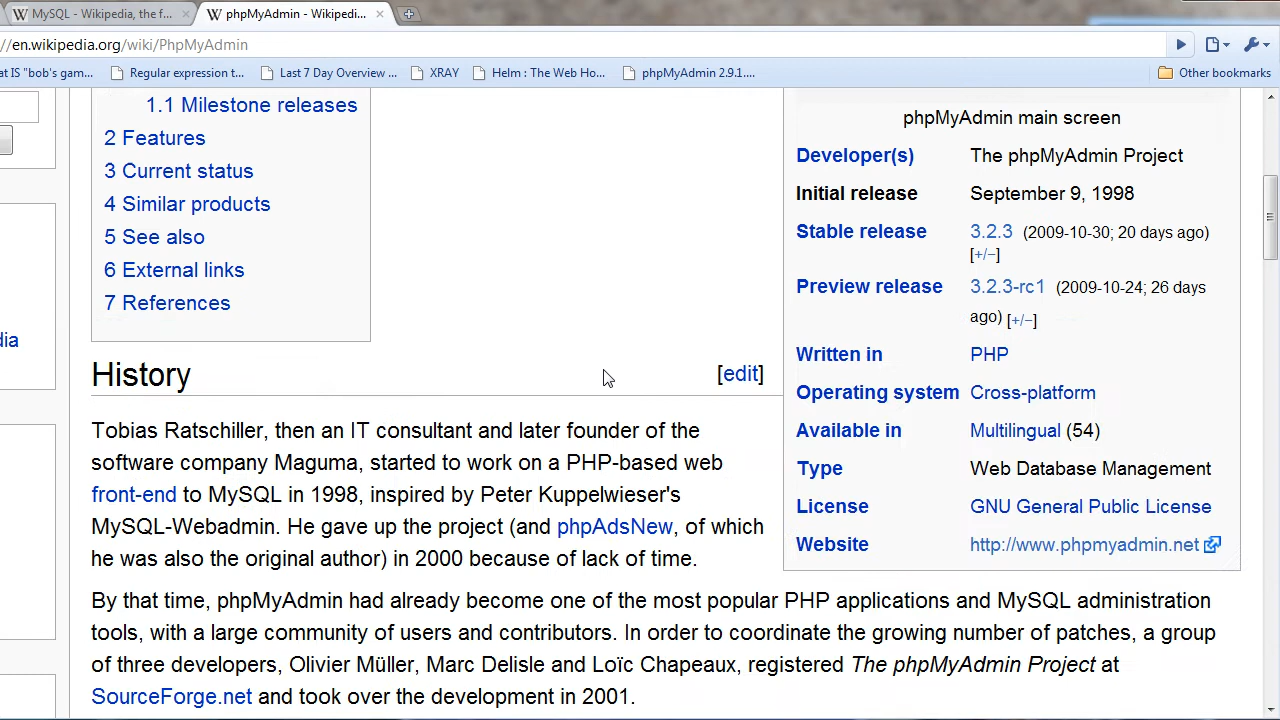 MySQL - Wikipedia, the f...
phpMyAdmin - Wikipedi...
//en.wikipedia.org/wiki/PhpMyAdmin
at IS "bob's gam...
Regular expression t...
Last 7 Day Overview ...
XRAY
Helm : The Web Ho...
phpMyAdmin 2.9.1....
Other bookmarks
1.1 Milestone releases
2 Features
3 Current status
4 Similar products
5 See also
6 External links
7 References
dia
phpMyAdmin main screen
Developer(s) The phpMyAdmin Project
Initial release September 9, 1998
Stable release 3.2.3 (2009-10-30; 20 days ago)
[+/−]
Preview release 3.2.3-rc1 (2009-10-24; 26 days
ago) [+/−]
Written in PHP
Operating system Cross-platform
Available in Multilingual (54)
Type Web Database Management
License GNU General Public License
Website http://www.phpmyadmin.net
History [edit]
Tobias Ratschiller, then an IT consultant and later founder of the
software company Maguma, started to work on a PHP-based web
front-end to MySQL in 1998, inspired by Peter Kuppelwieser's
MySQL-Webadmin. He gave up the project (and phpAdsNew, of which
he was also the original author) in 2000 because of lack of time.
By that time, phpMyAdmin had already become one of the most popular PHP applications and MySQL administration
tools, with a large community of users and contributors. In order to coordinate the growing number of patches, a group
of three developers, Olivier Müller, Marc Delisle and Loïc Chapeaux, registered The phpMyAdmin Project at
SourceForge.net and took over the development in 2001.